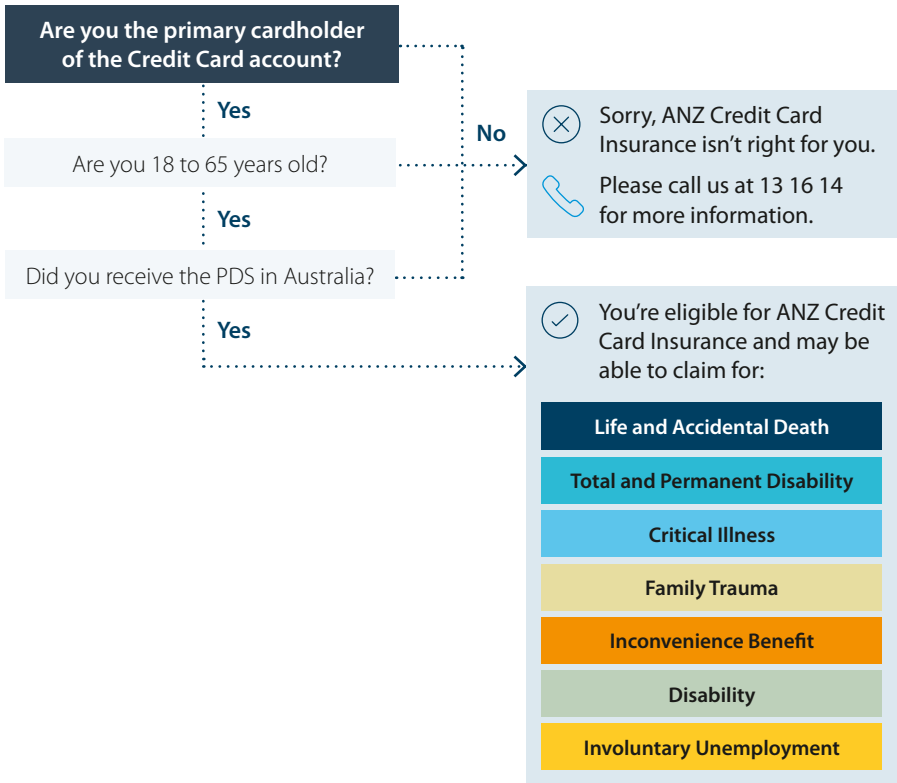 Are you the primary cardholder
of the Credit Card account?
Yes
No
Are you 18 to 65 years old?
Yes
Did you receive the PDS in Australia?
Yes
Sorry, ANZ Credit Card
Insurance isn’t right for you.
Please call us at 13 16 14
for more information.
You’re eligible for ANZ Credit
Card Insurance and may be
able to claim for:
Life and Accidental Death
Total and Permanent Disability
Critical Illness
Family Trauma
Inconvenience Benefit
Disability
Involuntary Unemployment